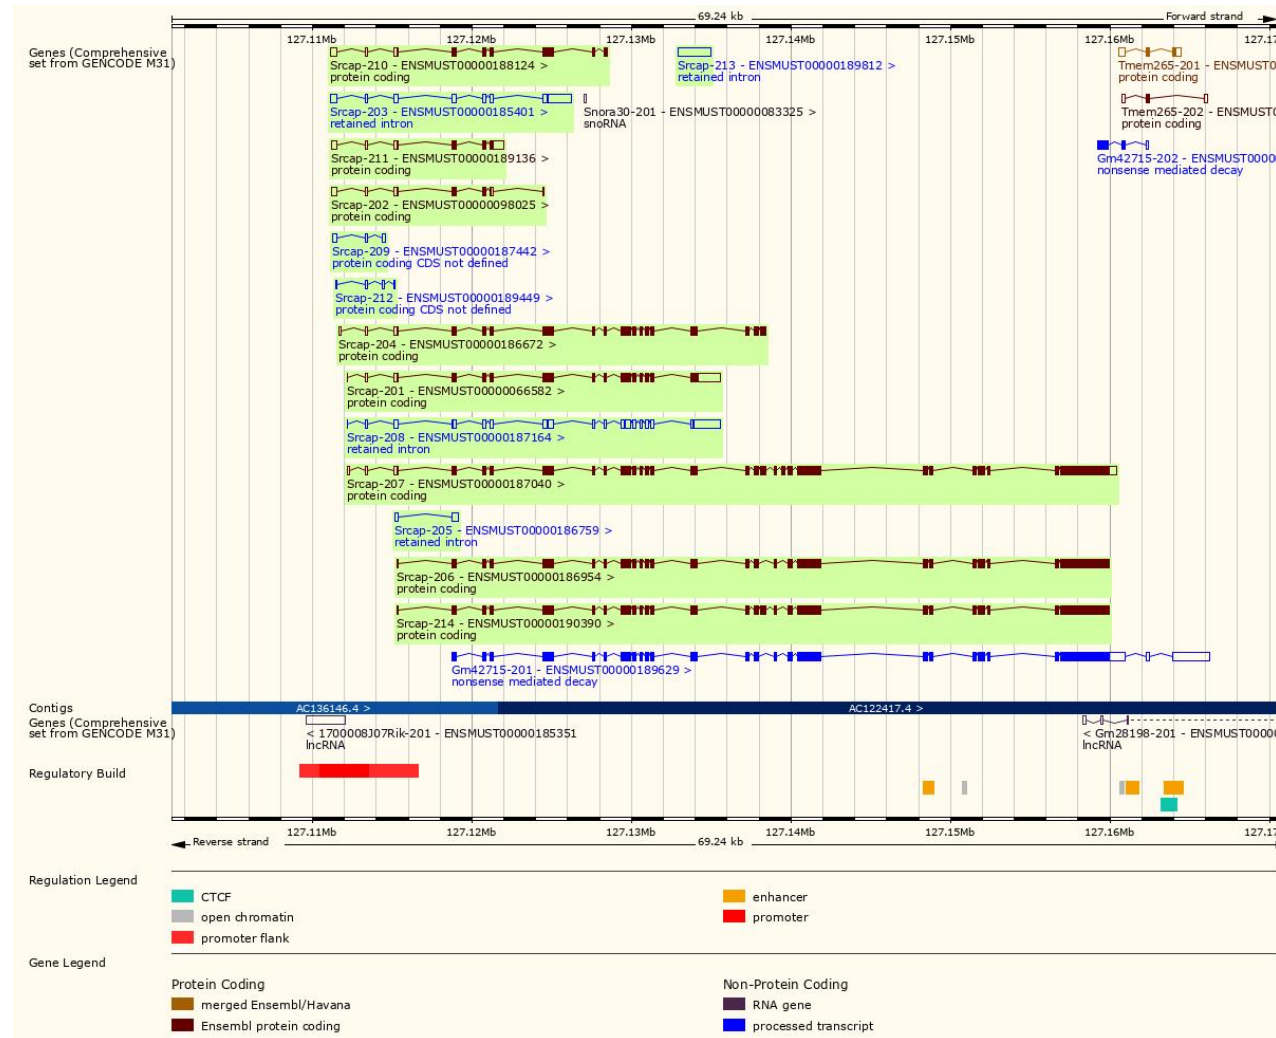 69.24 kb Forward strand
127.11Mb 127.12Mb 127.13Mb 127.14Mb 127.15Mb 127.16Mb 127.17
Genes (Comprehensive
set from GENCODE M31)
Srcap-210 - ENSMUST00000188124 >
protein coding
Srcap-213 - ENSMUST00000189812 >
retained intron
Tmem265-201 - ENSMUST0
protein coding
Srcap-203 - ENSMUST00000185401 >
retained intron
Snora30-201 - ENSMUST00000083325 >
snoRNA
Tmem265-202 - ENSMUST0
protein coding
Srcap-211 - ENSMUST00000189136 >
protein coding
Gm42715-202 - ENSMUST0000
nonsense mediated decay
Srcap-202 - ENSMUST00000098025 >
protein coding
Srcap-209 - ENSMUST00000187442 >
protein coding CDS not defined
Srcap-212 - ENSMUST00000189449 >
protein coding CDS not defined
Srcap-204 - ENSMUST00000186672 >
protein coding
Srcap-201 - ENSMUST00000066582 >
protein coding
Srcap-208 - ENSMUST00000187164 >
retained intron
Srcap-207 - ENSMUST00000187040 >
protein coding
Srcap-205 - ENSMUST00000186759 >
retained intron
Srcap-206 - ENSMUST00000186954 >
protein coding
Srcap-214 - ENSMUST00000190390 >
protein coding
Gm42715-201 - ENSMUST00000189629 >
nonsense mediated decay
Contigs AC136146.4 > AC122417.4 >
Genes (Comprehensive
set from GENCODE M31)
< 1700008J07Rik-201 - ENSMUST00000185351
lncRNA
< Gm28198-201 - ENSMUST0000
lncRNA
Regulatory Build
127.11Mb 127.12Mb 127.13Mb 127.14Mb 127.15Mb 127.16Mb 127.17
Reverse strand 69.24 kb
Regulation Legend
CTCF enhancer
open chromatin promoter
promoter flank
Gene Legend
Protein Coding Non-Protein Coding
merged Ensembl/Havana RNA gene
Ensembl protein coding processed transcript